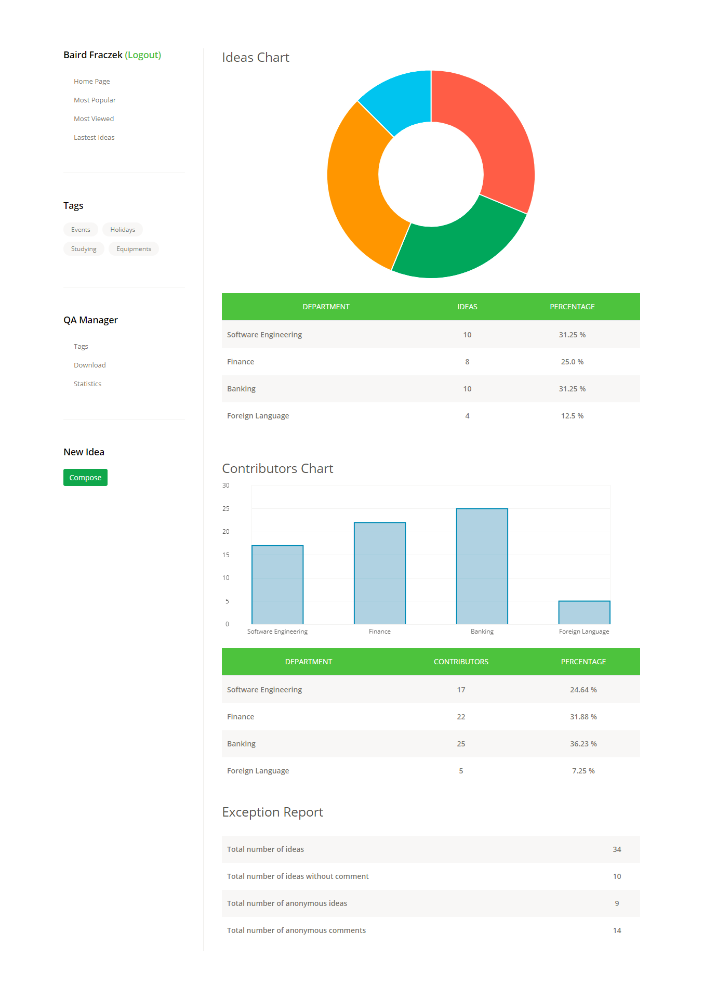 Baird Fraczek (Logout)
Home Page
Most Popular
Most Viewed
Lastest Ideas
Tags
Events Holidays
Studying Equipments
QA Manager
Tags
Download
Statistics
New Idea
Compose
Ideas Chart
DEPARTMENT IDEAS PERCENTAGE
Software Engineering 10 31.25 %
Finance 8 25.0 %
Banking 10 31.25 %
Foreign Language 4 12.5 %
Contributors Chart
30
25
20
15
10
5
0
Software Engineering Finance Banking Foreign Language
DEPARTMENT CONTRIBUTORS PERCENTAGE
Software Engineering 17 24.64 %
Finance 22 31.88 %
Banking 25 36.23 %
Foreign Language 5 7.25 %
Exception Report
Total number of ideas 34
Total number of ideas without comment 10
Total number of anonymous ideas 9
Total number of anonymous comments 14